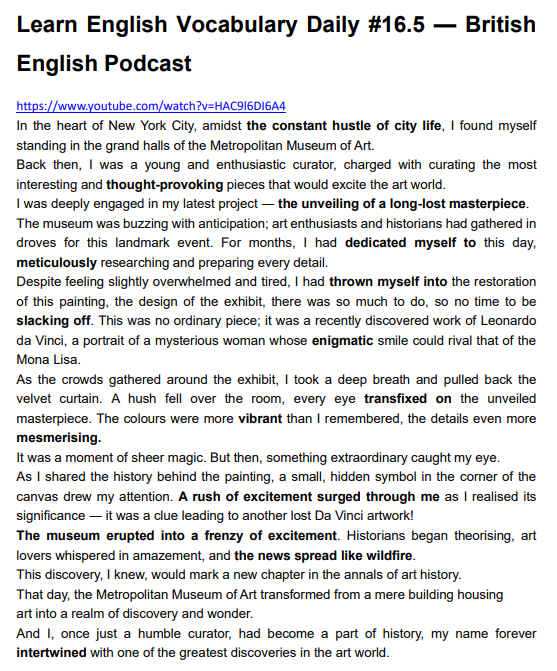 Learn English Vocabulary Daily #16.5 — British
English Podcast
https://www.youtube.com/watch?v=HAC9I6DI6A4
In the heart of New York City, amidst the constant hustle of city life, I found myself
standing in the grand halls of the Metropolitan Museum of Art.
Back then, I was a young and enthusiastic curator, charged with curating the most
interesting and thought-provoking pieces that would excite the art world.
I was deeply engaged in my latest project — the unveiling of a long-lost masterpiece.
The museum was buzzing with anticipation; art enthusiasts and historians had gathered in
droves for this landmark event. For months, I had dedicated myself to this day,
meticulously researching and preparing every detail.
Despite feeling slightly overwhelmed and tired, I had thrown myself into the restoration
of this painting, the design of the exhibit, there was so much to do, so no time to be
slacking off. This was no ordinary piece; it was a recently discovered work of Leonardo
da Vinci, a portrait of a mysterious woman whose enigmatic smile could rival that of the
Mona Lisa.
As the crowds gathered around the exhibit, I took a deep breath and pulled back the
velvet curtain. A hush fell over the room, every eye transfixed on the unveiled
masterpiece. The colours were more vibrant than I remembered, the details even more
mesmerising.
It was a moment of sheer magic. But then, something extraordinary caught my eye.
As I shared the history behind the painting, a small, hidden symbol in the corner of the
canvas drew my attention. A rush of excitement surged through me as I realised its
significance — it was a clue leading to another lost Da Vinci artwork!
The museum erupted into a frenzy of excitement. Historians began theorising, art
lovers whispered in amazement, and the news spread like wildfire.
This discovery, I knew, would mark a new chapter in the annals of art history.
That day, the Metropolitan Museum of Art transformed from a mere building housing
art into a realm of discovery and wonder.
And I, once just a humble curator, had become a part of history, my name forever
intertwined with one of the greatest discoveries in the art world.